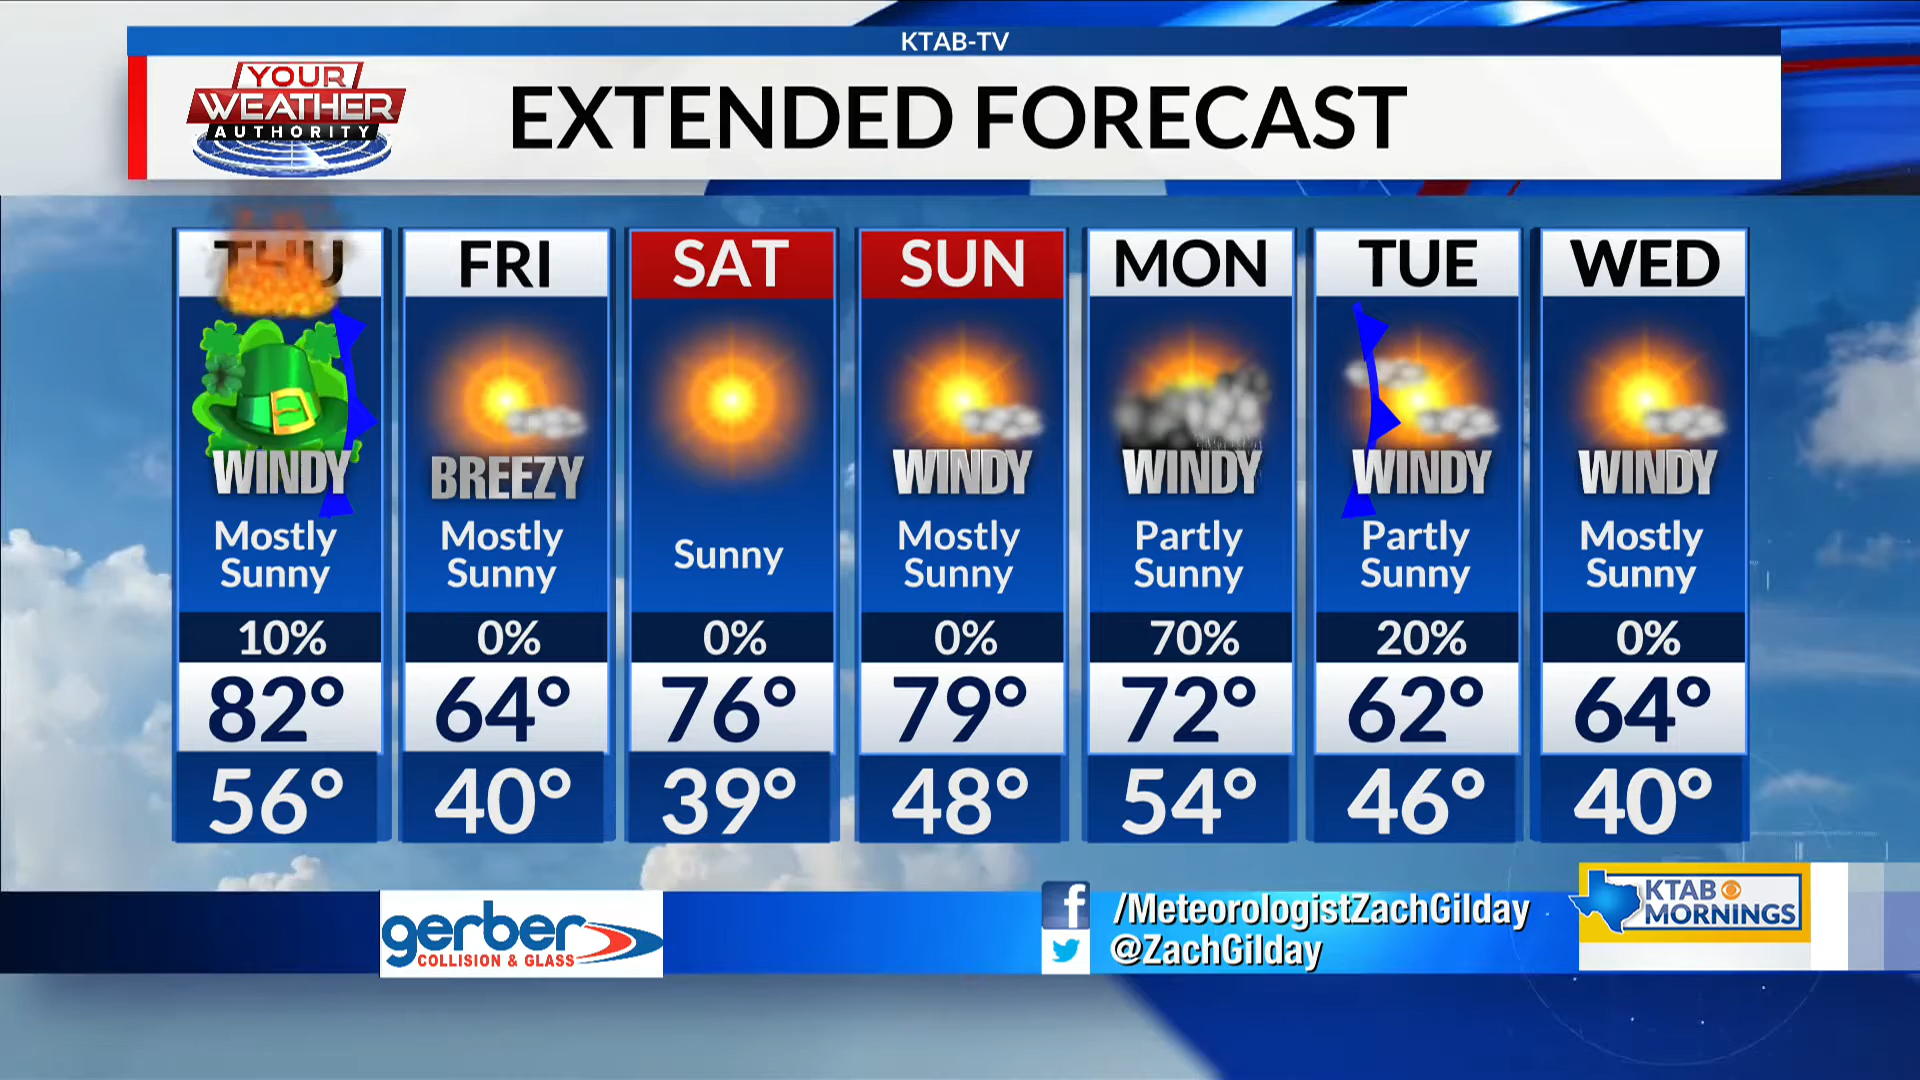 KTAB-TV
YOUR
WEATHER
AUTHORITY
EXTENDED FORECAST
THU FRI SAT SUN MON TUE WED
WINDY BREEZY WINDY WINDY WINDY WINDY
Mostly Sunny Mostly Sunny Sunny Mostly Sunny Partly Sunny Partly Sunny Mostly Sunny
10% 0% 0% 0% 70% 20% 0%
82° 64° 76° 79° 72° 62° 64°
56° 40° 39° 48° 54° 46° 40°
gerber
COLLISION & GLASS
f /MeteorologistZachGilday
@ZachGilday
KTAB
MORNINGS